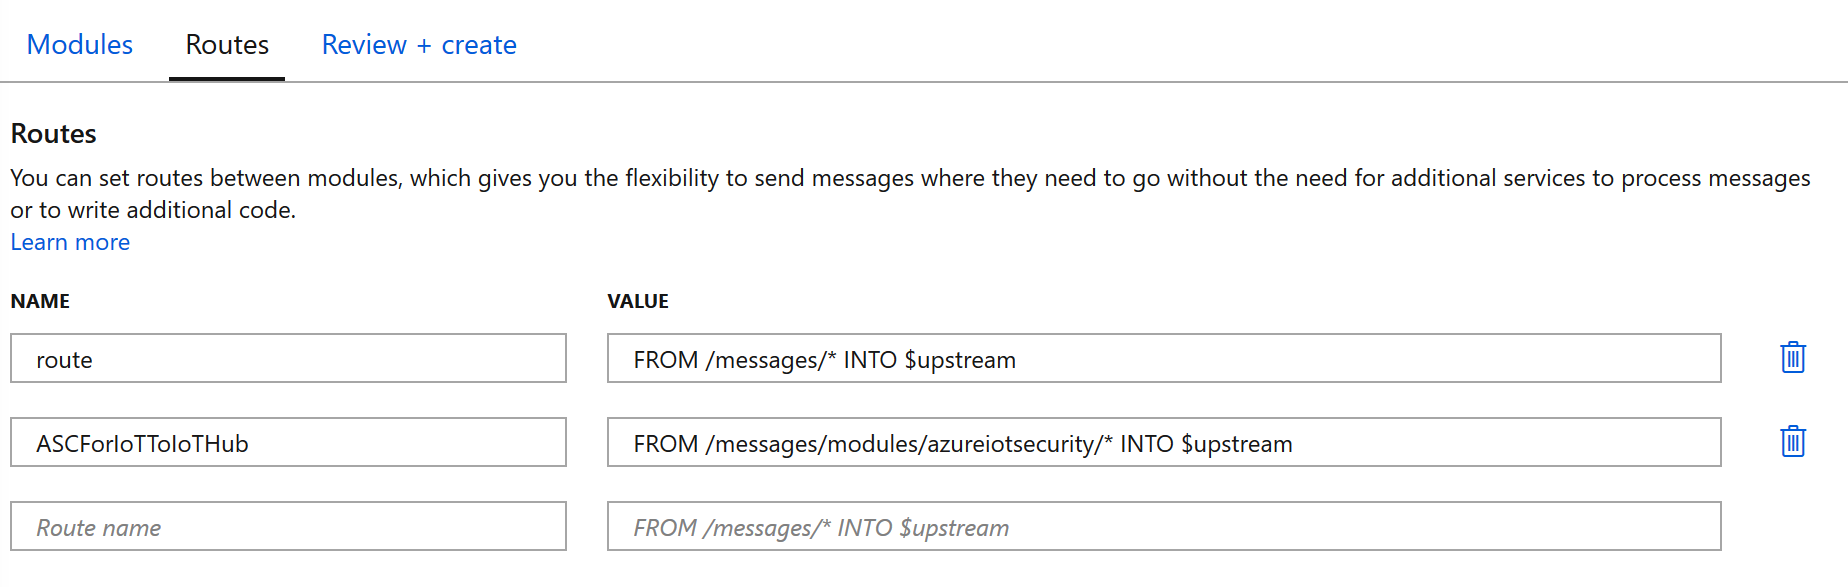 Modules Routes Review + create
Routes
You can set routes between modules, which gives you the flexibility to send messages where they need to go without the need for additional services to process messages
or to write additional code.
Learn more
NAME VALUE
route FROM /messages/* INTO $upstream
ASCForIoTToIoTHub FROM /messages/modules/azureiotsecurity/* INTO $upstream
Route name FROM /messages/* INTO $upstream